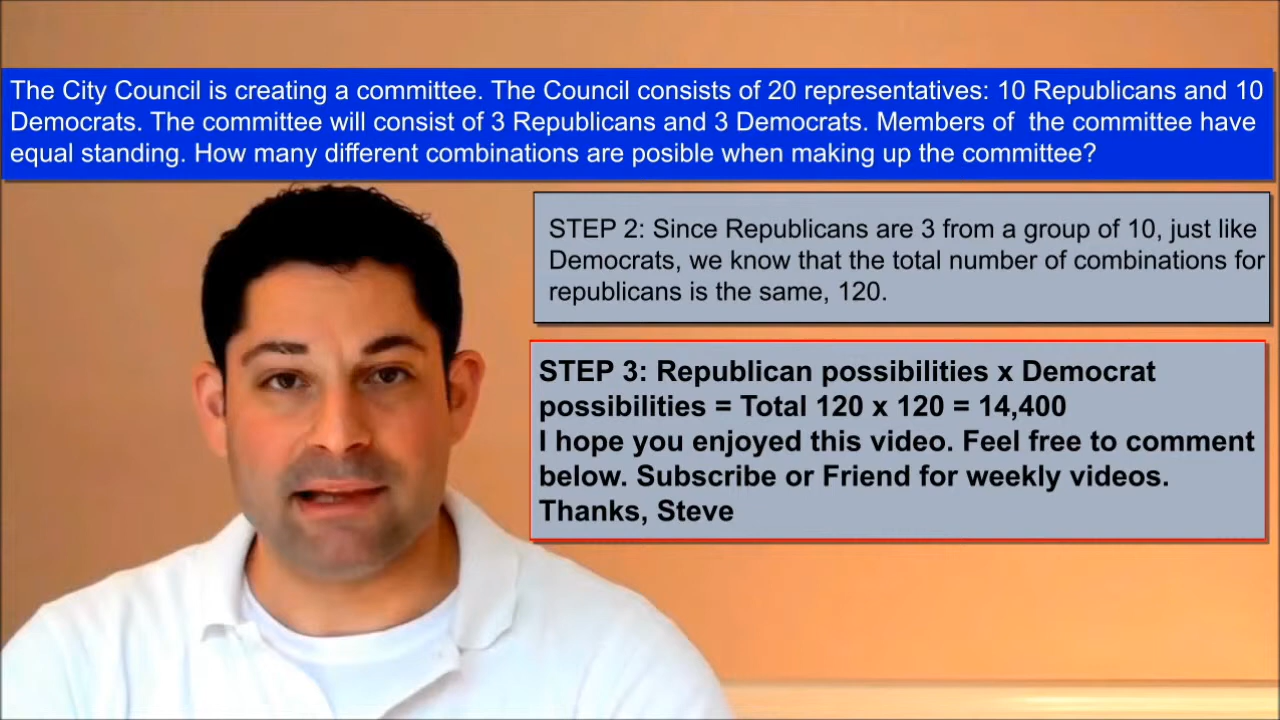 The City Council is creating a committee. The Council consists of 20 representatives: 10 Republicans and 10
Democrats. The committee will consist of 3 Republicans and 3 Democrats. Members of  the committee have
equal standing. How many different combinations are posible when making up the committee?
STEP 2: Since Republicans are 3 from a group of 10, just like
Democrats, we know that the total number of combinations for
republicans is the same, 120.
STEP 3: Republican possibilities x Democrat
possibilities = Total 120 x 120 = 14,400
I hope you enjoyed this video. Feel free to comment
below. Subscribe or Friend for weekly videos.
Thanks, Steve